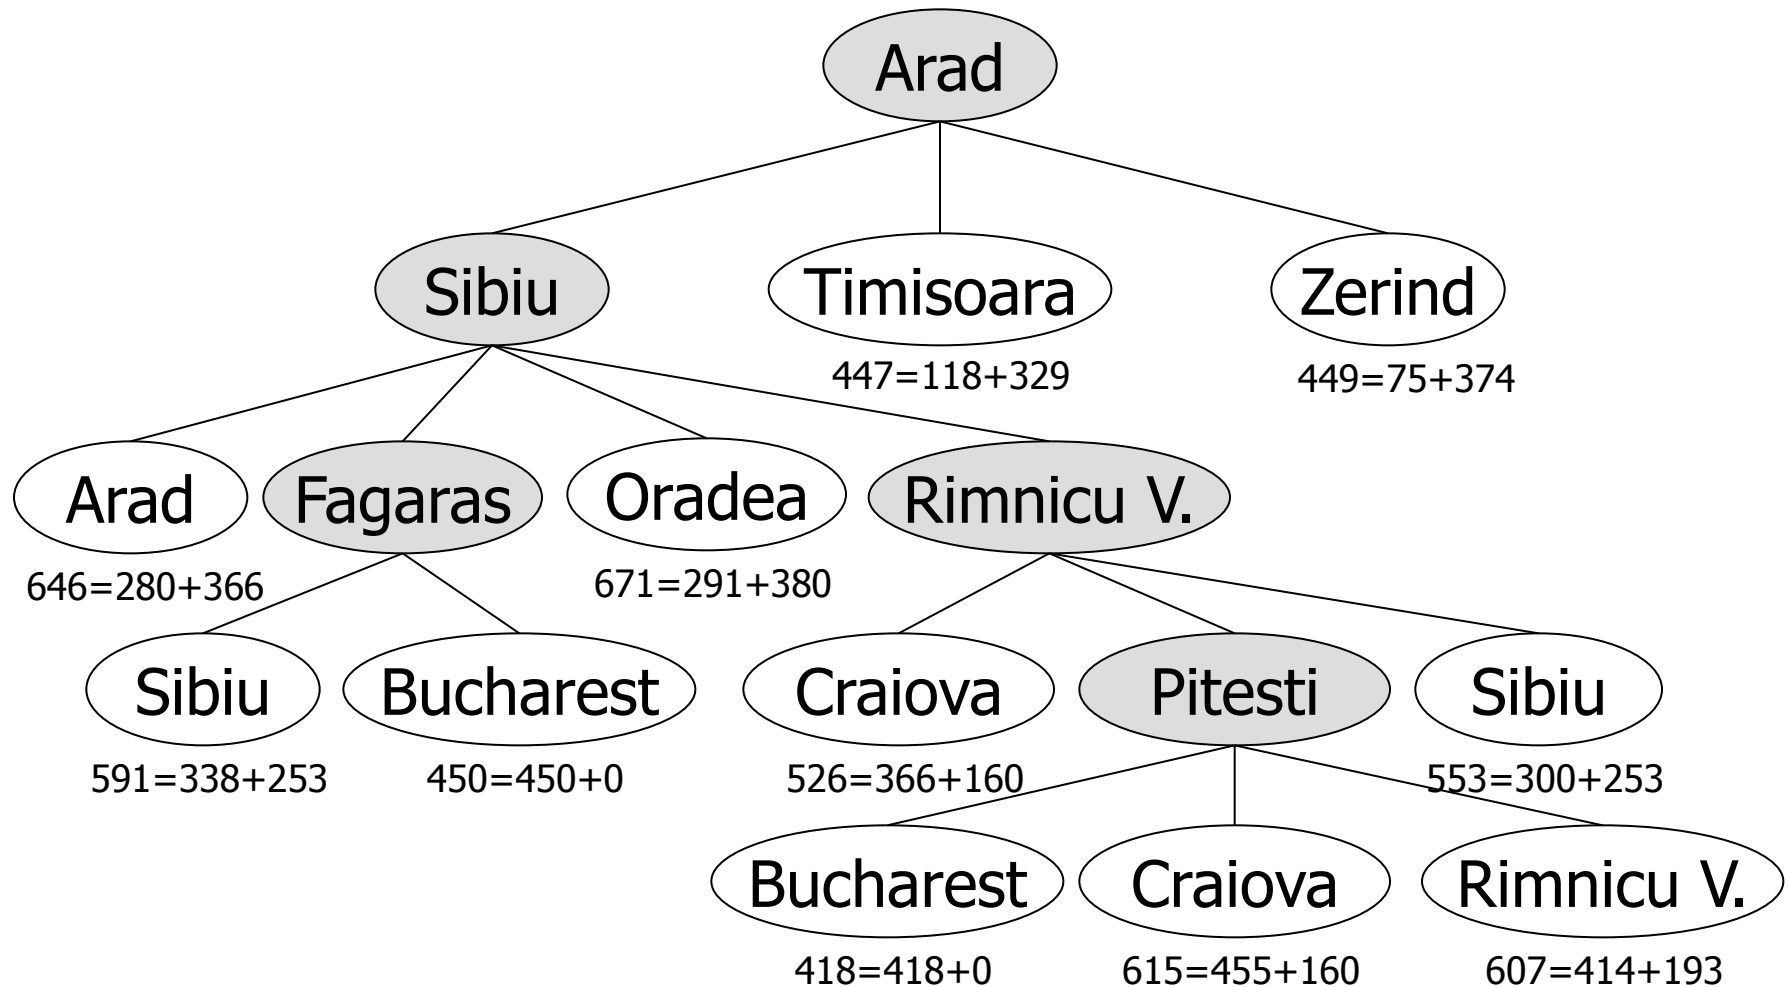 Arad
Sibiu
Timisoara
Zerind
447=118+329
449=75+374
Arad
Fagaras
Oradea
Rimnicu V.
646=280+366
671=291+380
Sibiu
Bucharest
Craiova
Pitesti
Sibiu
591=338+253
450=450+0
526=366+160
553=300+253
Bucharest
Craiova
Rimnicu V.
418=418+0
615=455+160
607=414+193